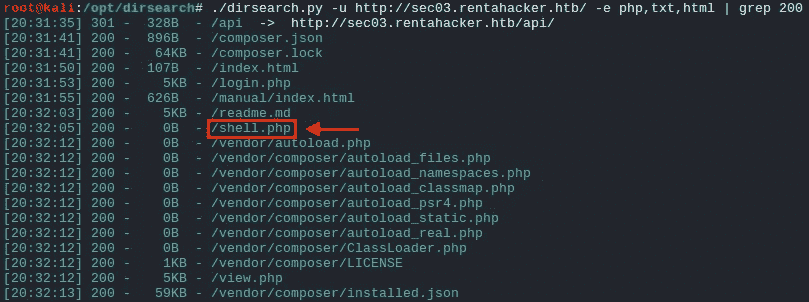 root@kali:/opt/dirsearch# ./dirsearch.py -u http://sec03.rentahacker.htb/ -e php,txt,html | grep 200
[20:31:35] 301 -  328B  - /api  ->  http://sec03.rentahacker.htb/api/
[20:31:41] 200 -  896B  - /composer.json
[20:31:41] 200 -   64KB - /composer.lock
[20:31:50] 200 -  107B  - /index.html
[20:31:53] 200 -    5KB - /login.php
[20:31:55] 200 -  626B  - /manual/index.html
[20:32:03] 200 -    5KB - /readme.md
[20:32:05] 200 -    0B  - /shell.php
[20:32:12] 200 -    0B  - /vendor/autoload.php
[20:32:12] 200 -    0B  - /vendor/composer/autoload_files.php
[20:32:12] 200 -    0B  - /vendor/composer/autoload_namespaces.php
[20:32:12] 200 -    0B  - /vendor/composer/autoload_classmap.php
[20:32:12] 200 -    0B  - /vendor/composer/autoload_psr4.php
[20:32:12] 200 -    0B  - /vendor/composer/autoload_static.php
[20:32:12] 200 -    0B  - /vendor/composer/autoload_real.php
[20:32:12] 200 -    0B  - /vendor/composer/ClassLoader.php
[20:32:12] 200 -    1KB - /vendor/composer/LICENSE
[20:32:12] 200 -    5KB - /view.php
[20:32:13] 200 -   59KB - /vendor/composer/installed.json